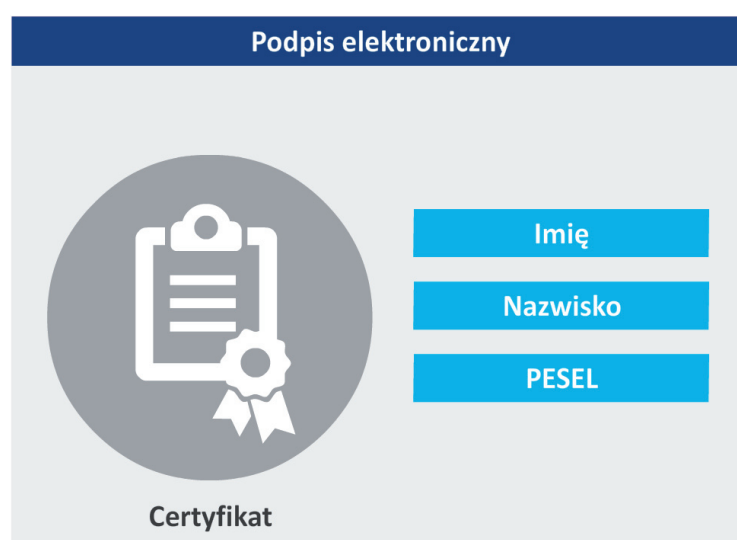 Podpis elektroniczny
Imię
Nazwisko
PESEL
Certyfikat